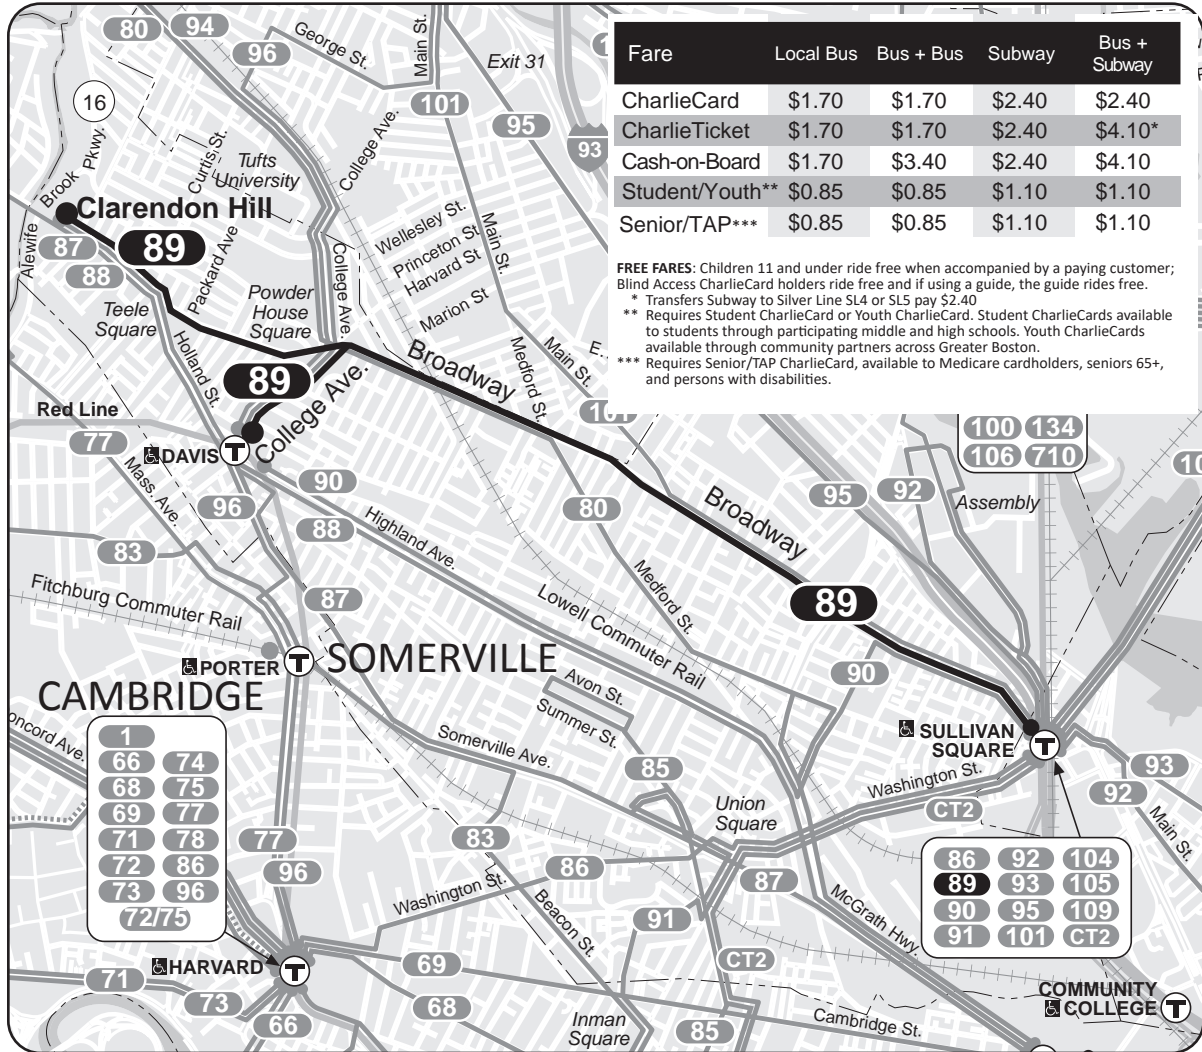 80
94
96
George St.
Main St.
Exit 31
101
95
93
16
Alewife Brook Pkwy.
Curtis St.
Tufts
University
College Ave.
Clarendon Hill
89
87
88
Packard Ave
Teele
Square
Powder
House
Square
College Ave.
Wellesley St.
Princeton St.
Harvard St
Marion St
Main St.
Holland St.
Broadway
Medford St.
Main St.
E.
101
89
College Ave.
Red Line
77
DAVIS
T
Mass. Ave.
96
90
88
80
Highland Ave.
Broadway
95
92
Assembly
83
Fitchburg Commuter Rail
87
Lowell Commuter Rail
Medford St.
89
90
PORTER
T
SOMERVILLE
CAMBRIDGE
oncord Ave.
Avon St.
Summer St.
Somerville Ave.
85
SULLIVAN
SQUARE
T
Washington St.
CT2
93
92
Main St.
Union
Square
1
66 74
68 75
69 77
71 78
72 86
73 96
72/75
77
96
83
86
Washington St.
Beacon St.
87
91
McGrath Hwy.
CT2
86 92 104
89 93 105
90 95 109
91 101 CT2
HARVARD
T
71
73
66
69
68
Inman
Square
85
Cambridge St.
COMMUNITY
COLLEGE
T
100 134
106 710
10
Fare Local Bus Bus + Bus Subway Bus + Subway
CharlieCard $1.70 $1.70 $2.40 $2.40
CharlieTicket $1.70 $1.70 $2.40 $4.10*
Cash-on-Board $1.70 $3.40 $2.40 $4.10
Student/Youth** $0.85 $0.85 $1.10 $1.10
Senior/TAP*** $0.85 $0.85 $1.10 $1.10
FREE FARES: Children 11 and under ride free when accompanied by a paying customer;
Blind Access CharlieCard holders ride free and if using a guide, the guide rides free.
* Transfers Subway to Silver Line SL4 or SL5 pay $2.40
** Requires Student CharlieCard or Youth CharlieCard. Student CharlieCards available
to students through participating middle and high schools. Youth CharlieCards
available through community partners across Greater Boston.
*** Requires Senior/TAP CharlieCard, available to Medicare cardholders, seniors 65+,
and persons with disabilities.